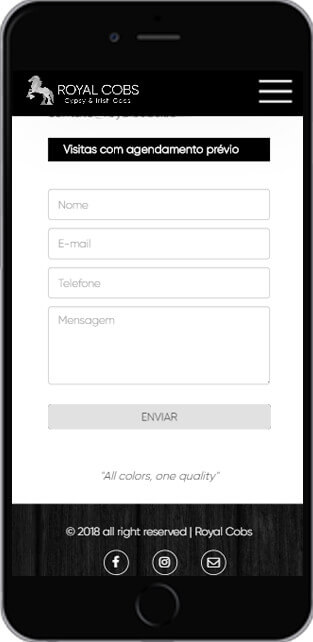 ROYAL COBS
Gypsy & Irish Cobs
Visitas com agendamento prévio
Nome
E-mail
Telefone
Mensagem
ENVIAR
"All colors, one quality"
© 2018 all right reserved | Royal Cobs